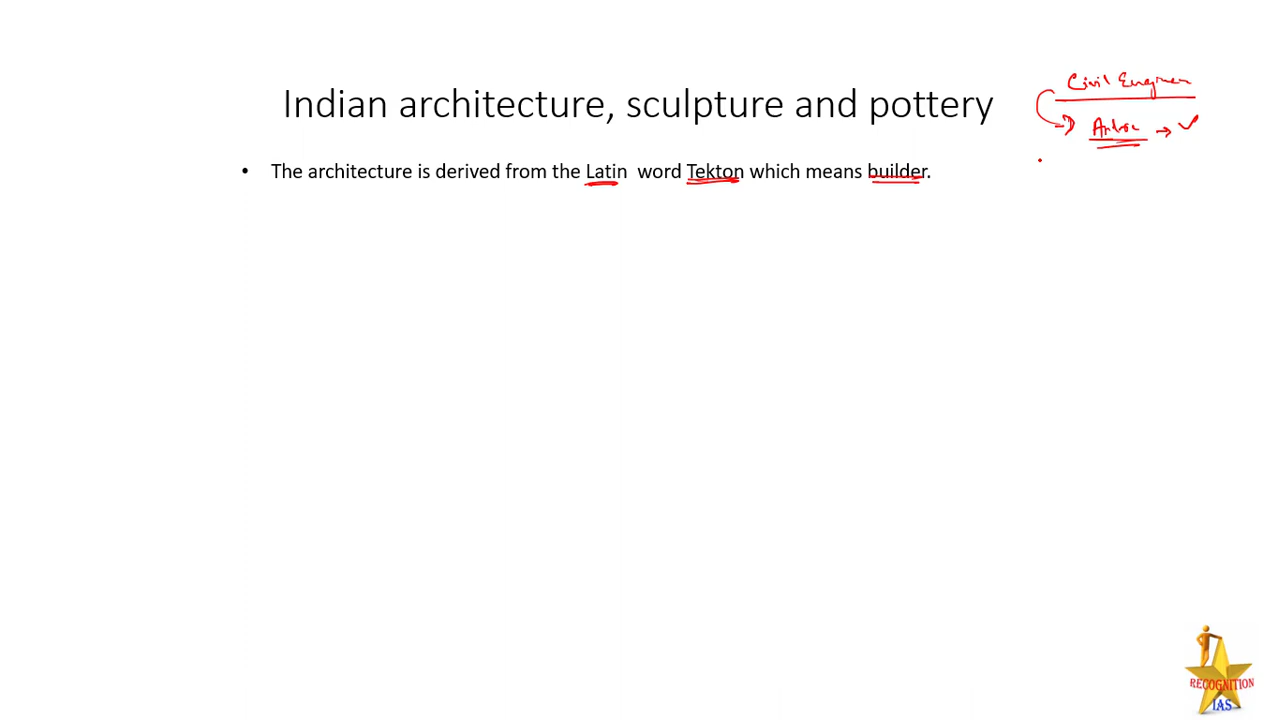 Indian architecture, sculpture and pottery
Civil Engineer
• The architecture is derived from the Latin word Tekton which means builder.
RECOGNITION
IAS